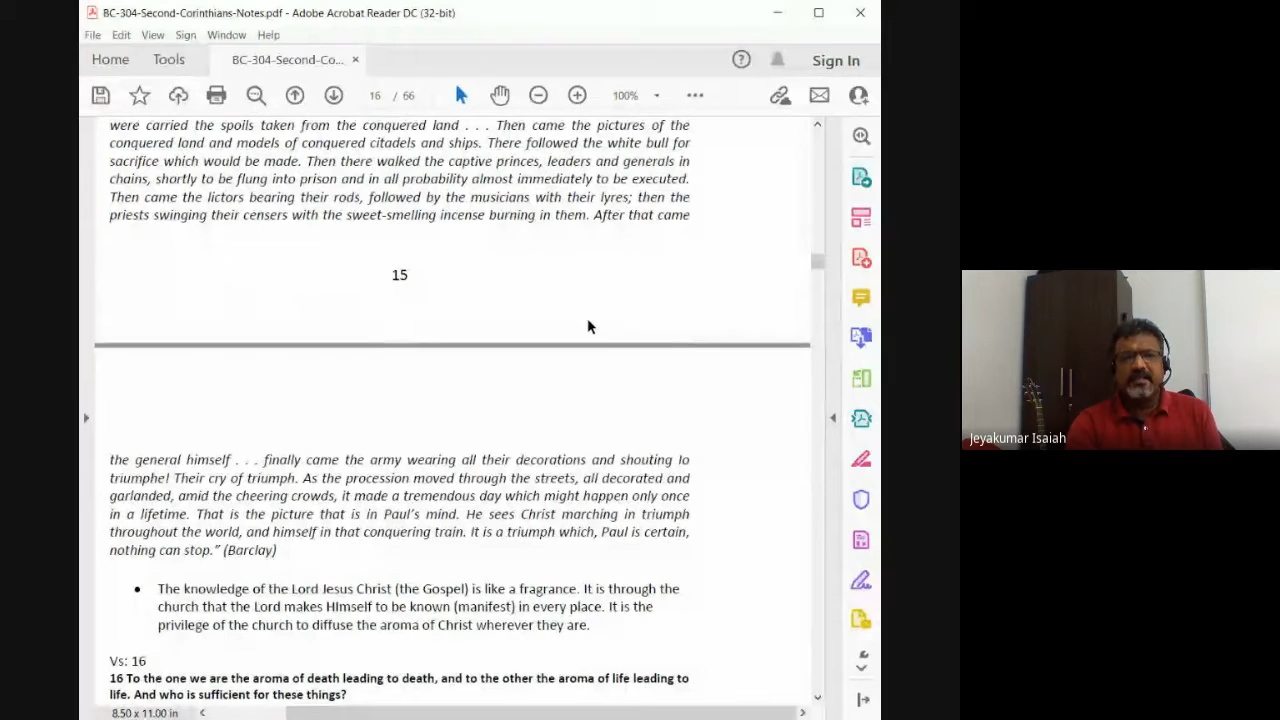 BC-304-Second-Corinthians-Notes.pdf - Adobe Acrobat Reader DC (32-bit)
File Edit View Sign Window Help
Home Tools BC-304-Second-Co... × Sign In
16 / 66 100%
were carried the spoils taken from the conquered land . . . Then came the pictures of the
conquered land and models of conquered citadels and ships. There followed the white bull for
sacrifice which would be made. Then there walked the captive princes, leaders and generals in
chains, shortly to be flung into prison and in all probability almost immediately to be executed.
Then came the lictors bearing their rods, followed by the musicians with their lyres; then the
priests swinging their censers with the sweet-smelling incense burning in them. After that came
15
the general himself . . . finally came the army wearing all their decorations and shouting Io
triumphe! Their cry of triumph. As the procession moved through the streets, all decorated and
garlanded, amid the cheering crowds, it made a tremendous day which might happen only once
in a lifetime. That is the picture that is in Paul's mind. He sees Christ marching in triumph
throughout the world, and himself in that conquering train. It is a triumph which, Paul is certain,
nothing can stop." (Barclay)
• The knowledge of the Lord Jesus Christ (the Gospel) is like a fragrance. It is through the
church that the Lord makes HImself to be known (manifest) in every place. It is the
privilege of the church to diffuse the aroma of Christ wherever they are.
Vs: 16
16 To the one we are the aroma of death leading to death, and to the other the aroma of life leading to
life. And who is sufficient for these things?
8.50 x 11.00 in
Jeyakumar Isaiah